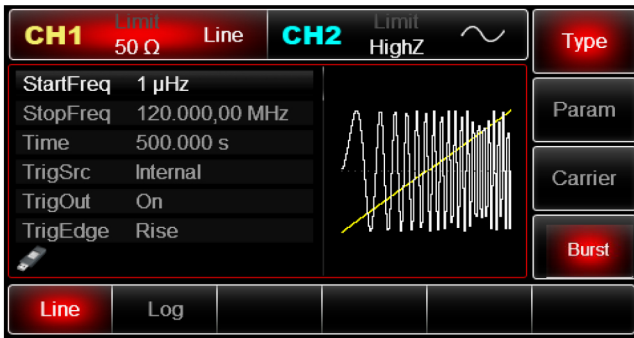 CH1 Limit 50 Ω Line CH2 Limit HighZ Type
StartFreq 1 µHz
StopFreq 120.000,00 MHz
Time 500.000 s
TrigSrc Internal
TrigOut On
TrigEdge Rise
Param
Carrier
Burst
Line Log